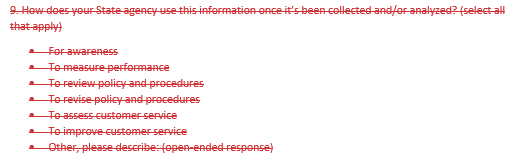 9. How does your State agency use this information once it's been collected and/or analyzed? (select all
that apply)
• For awareness
• To measure performance
• To review policy and procedures
• To revise policy and procedures
• To assess customer service
• To improve customer service
• Other, please describe: (open-ended response)